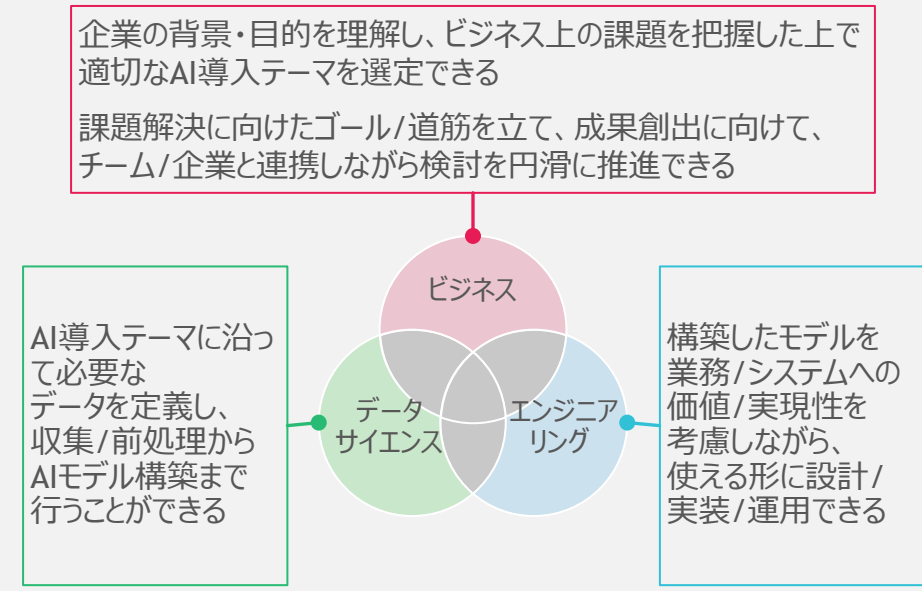 企業の背景・目的を理解し、ビジネス上の課題を把握した上で
適切なAI導入テーマを選定できる
課題解決に向けたゴール/道筋を立て、成果創出に向けて、
チーム/企業と連携しながら検討を円滑に推進できる
ビジネス
AI導入テーマに沿っ
て必要な
データを定義し、
収集/前処理から
AIモデル構築まで
行うことができる
データ
サイエンス
エンジニア
リング
構築したモデルを
業務/システムへの
価値/実現性を
考慮しながら、
使える形に設計/
実装/運用できる